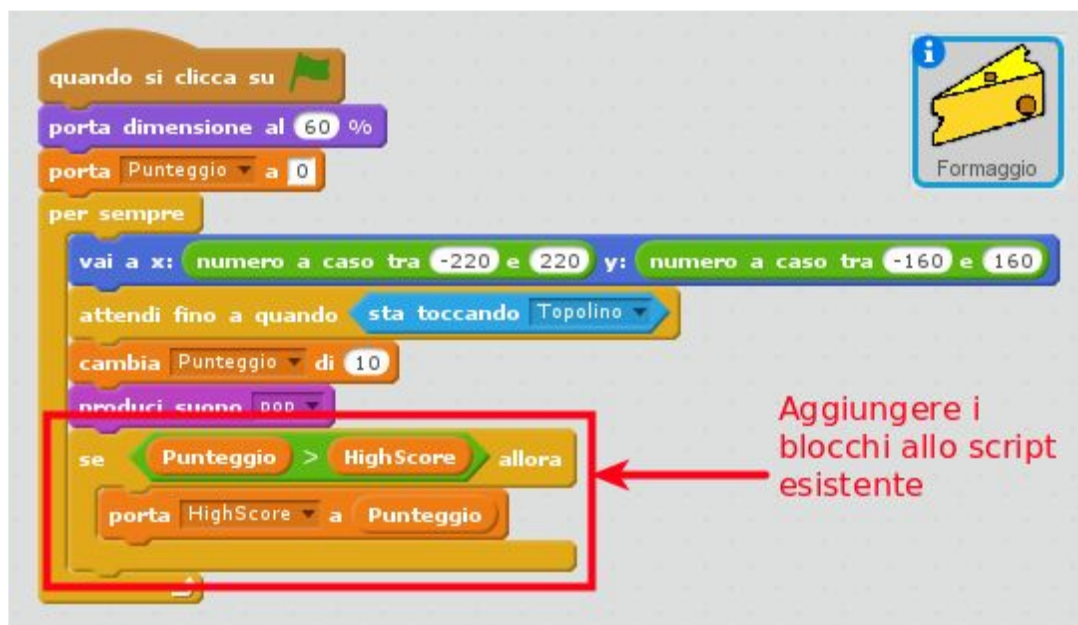 quando si clicca su
porta dimensione al 60 %
porta Punteggio a 0
per sempre
vai a x: numero a caso tra -220 e 220 y: numero a caso tra -160 e 160
attendi fino a quando sta toccando Topolino
cambia Punteggio di 10
produci suono pop
se Punteggio > HighScore allora
porta HighScore a Punteggio
i
Formaggio
Aggiungere i
blocchi allo script
esistente